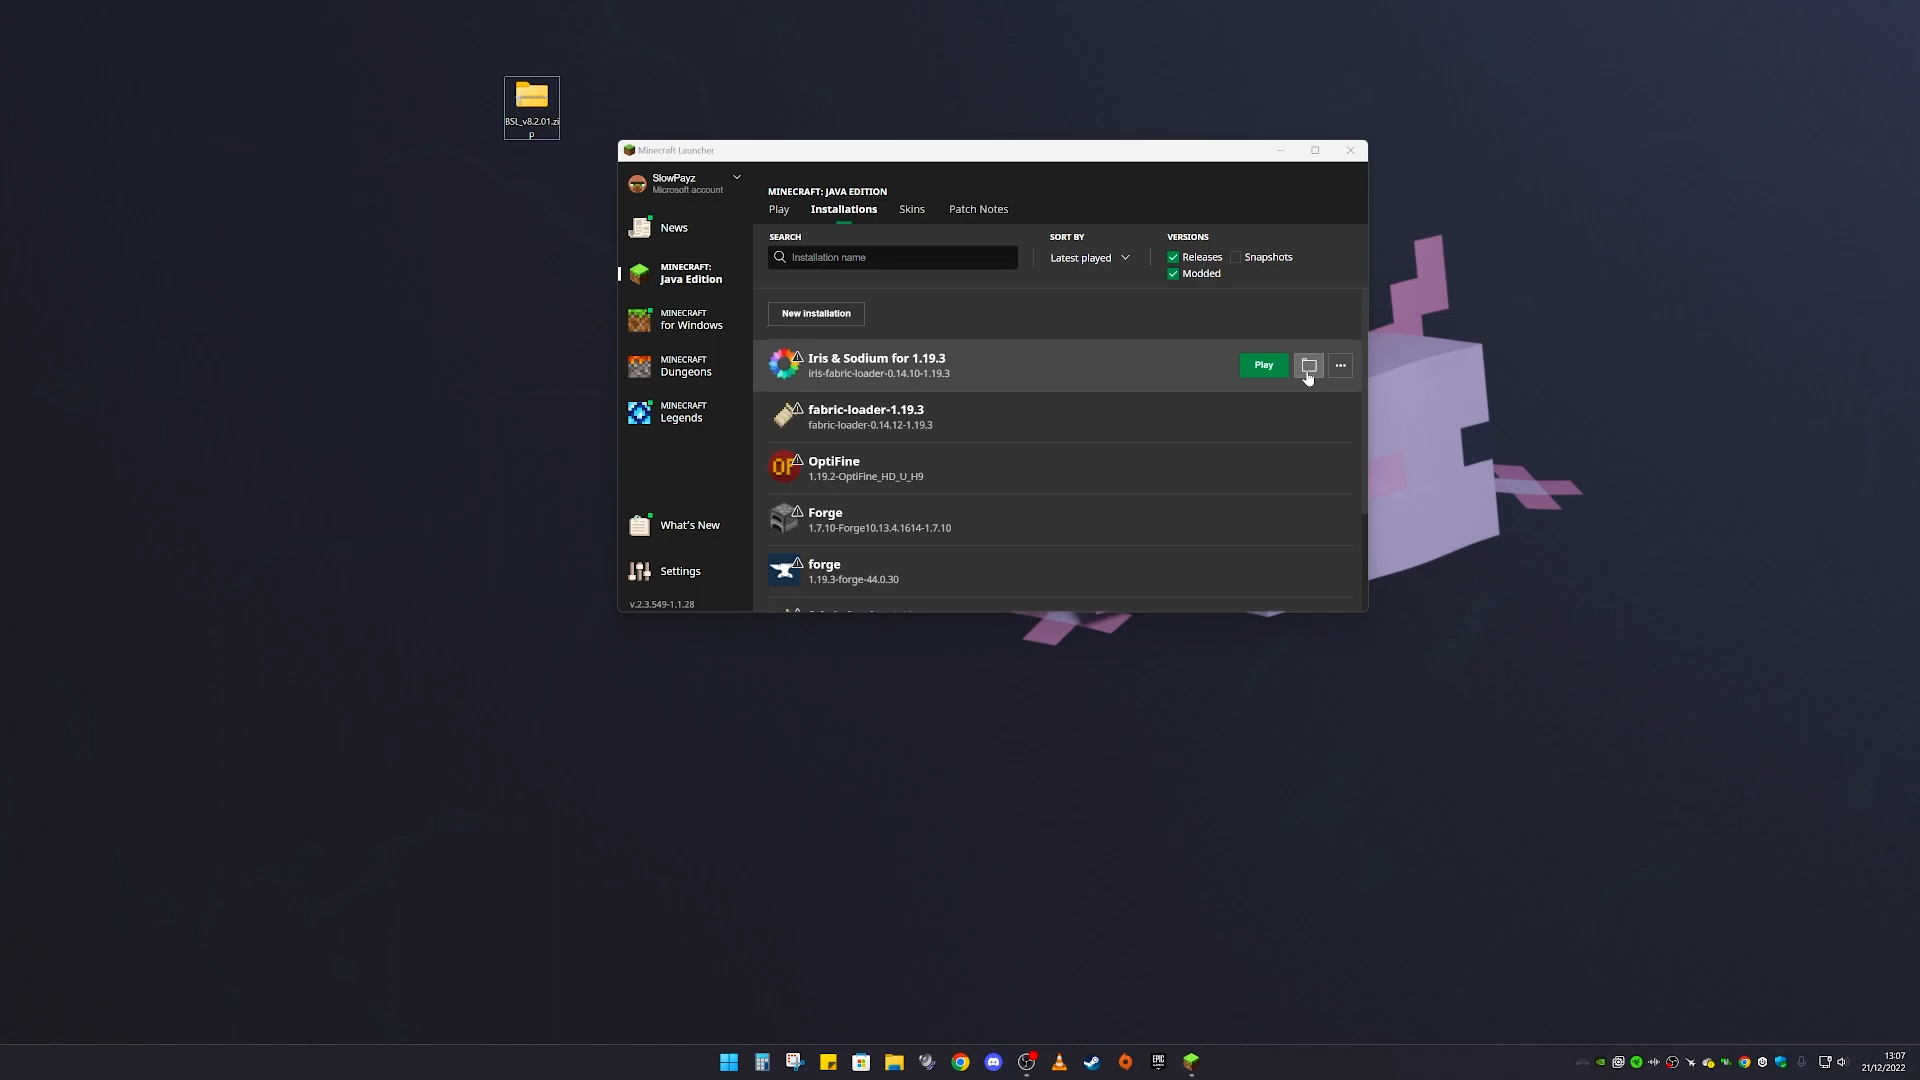 BSL_v8.2.01.zi
p
Minecraft Launcher
SlowPayz
Microsoft account
News
MINECRAFT:
Java Edition
MINECRAFT
for Windows
MINECRAFT
Dungeons
MINECRAFT
Legends
What's New
Settings
v.2.3.549-1.1.28
MINECRAFT: JAVA EDITION
Play Installations Skins Patch Notes
SEARCH
Installation name
SORT BY
Latest played
VERSIONS
Releases Snapshots
Modded
New installation
Iris & Sodium for 1.19.3
iris-fabric-loader-0.14.10-1.19.3
Play
fabric-loader-1.19.3
fabric-loader-0.14.12-1.19.3
OptiFine
1.19.2-OptiFine_HD_U_H9
Forge
1.7.10-Forge10.13.4.1614-1.7.10
forge
1.19.3-forge-44.0.30
EPIC
GAMES
13:07
21/12/2022